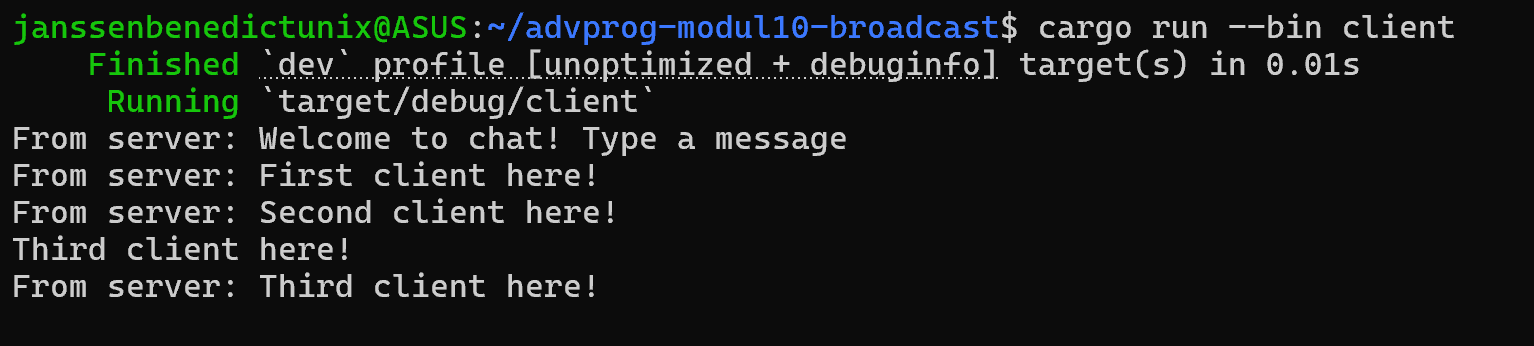 janssenbenedictunix@ASUS:~/advprog-modul10-broadcast$ cargo run --bin client
    Finished `dev` profile [unoptimized + debuginfo] target(s) in 0.01s
     Running `target/debug/client`
From server: Welcome to chat! Type a message
From server: First client here!
From server: Second client here!
Third client here!
From server: Third client here!